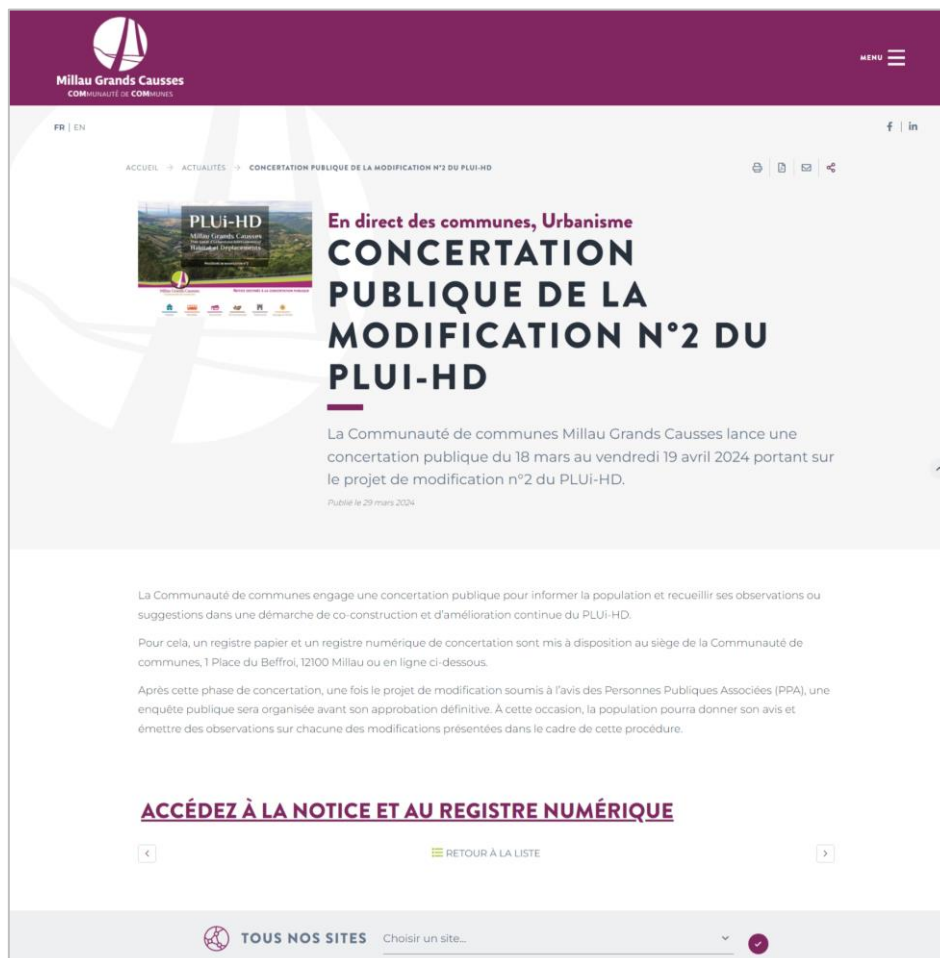 Millau Grands Causses
COMMUNAUTÉ DE COMMUNES
MENU
FR | EN
f | in
ACCUEIL → ACTUALITÉS → CONCERTATION PUBLIQUE DE LA MODIFICATION N°2 DU PLUI-HD
PLUi-HD
Millau Grands Causses
Habitat et Déplacements
En direct des communes, Urbanisme
CONCERTATION
PUBLIQUE DE LA
MODIFICATION N°2 DU
PLUI-HD
La Communauté de communes Millau Grands Causses lance une
concertation publique du 18 mars au vendredi 19 avril 2024 portant sur
le projet de modification n°2 du PLUi-HD.
Publié le 29 mars 2024
La Communauté de communes engage une concertation publique pour informer la population et recueillir ses observations ou
suggestions dans une démarche de co-construction et d'amélioration continue du PLUi-HD.
Pour cela, un registre papier et un registre numérique de concertation sont mis à disposition au siège de la Communauté de
communes, 1 Place du Beffroi, 12100 Millau ou en ligne ci-dessous.
Après cette phase de concertation, une fois le projet de modification soumis à l'avis des Personnes Publiques Associées (PPA), une
enquête publique sera organisée avant son approbation définitive. À cette occasion, la population pourra donner son avis et
émettre des observations sur chacune des modifications présentées dans le cadre de cette procédure.
ACCÉDEZ À LA NOTICE ET AU REGISTRE NUMÉRIQUE
RETOUR À LA LISTE
TOUS NOS SITES Choisir un site...